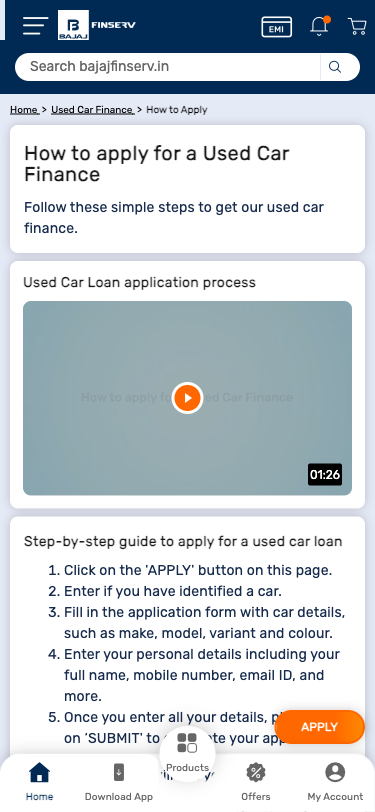 BAJAJ
FINSERV
EMI
Search bajajfinserv.in
Home > Used Car Finance > How to Apply
How to apply for a Used Car
Finance
Follow these simple steps to get our used car
finance.
Used Car Loan application process
How to apply for Used Car Finance
01:26
Step-by-step guide to apply for a used car loan
1. Click on the 'APPLY' button on this page.
2. Enter if you have identified a car.
3. Fill in the application form with car details,
such as make, model, variant and colour.
4. Enter your personal details including your
full name, mobile number, email ID, and
more.
5. Once you enter all your details,
on 'SUBMIT' to your
APPLY
Home
Download App
Products
Offers
My Account